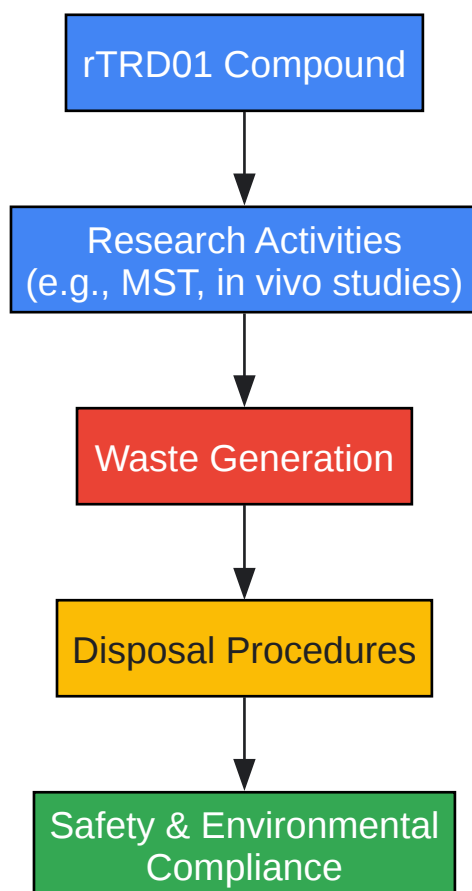 rTRD01 Compound
Research Activities
(e.g., MST, in vivo studies)
Waste Generation
Disposal Procedures
Safety & Environmental
Compliance